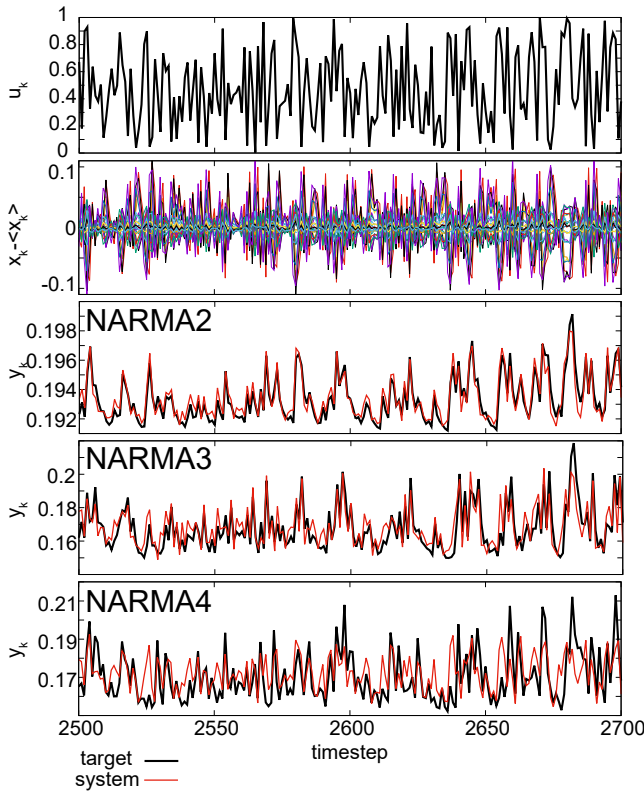 1
0.8
0.6
0.4
0.2
0
u_k
0.1
0
-0.1
x_k-<x_k>
NARMA2
0.198
0.196
0.194
0.192
y_k
NARMA3
0.2
0.18
0.16
y_k
NARMA4
0.21
0.19
0.17
y_k
2500 2550 2600 2650 2700
timestep
target
system